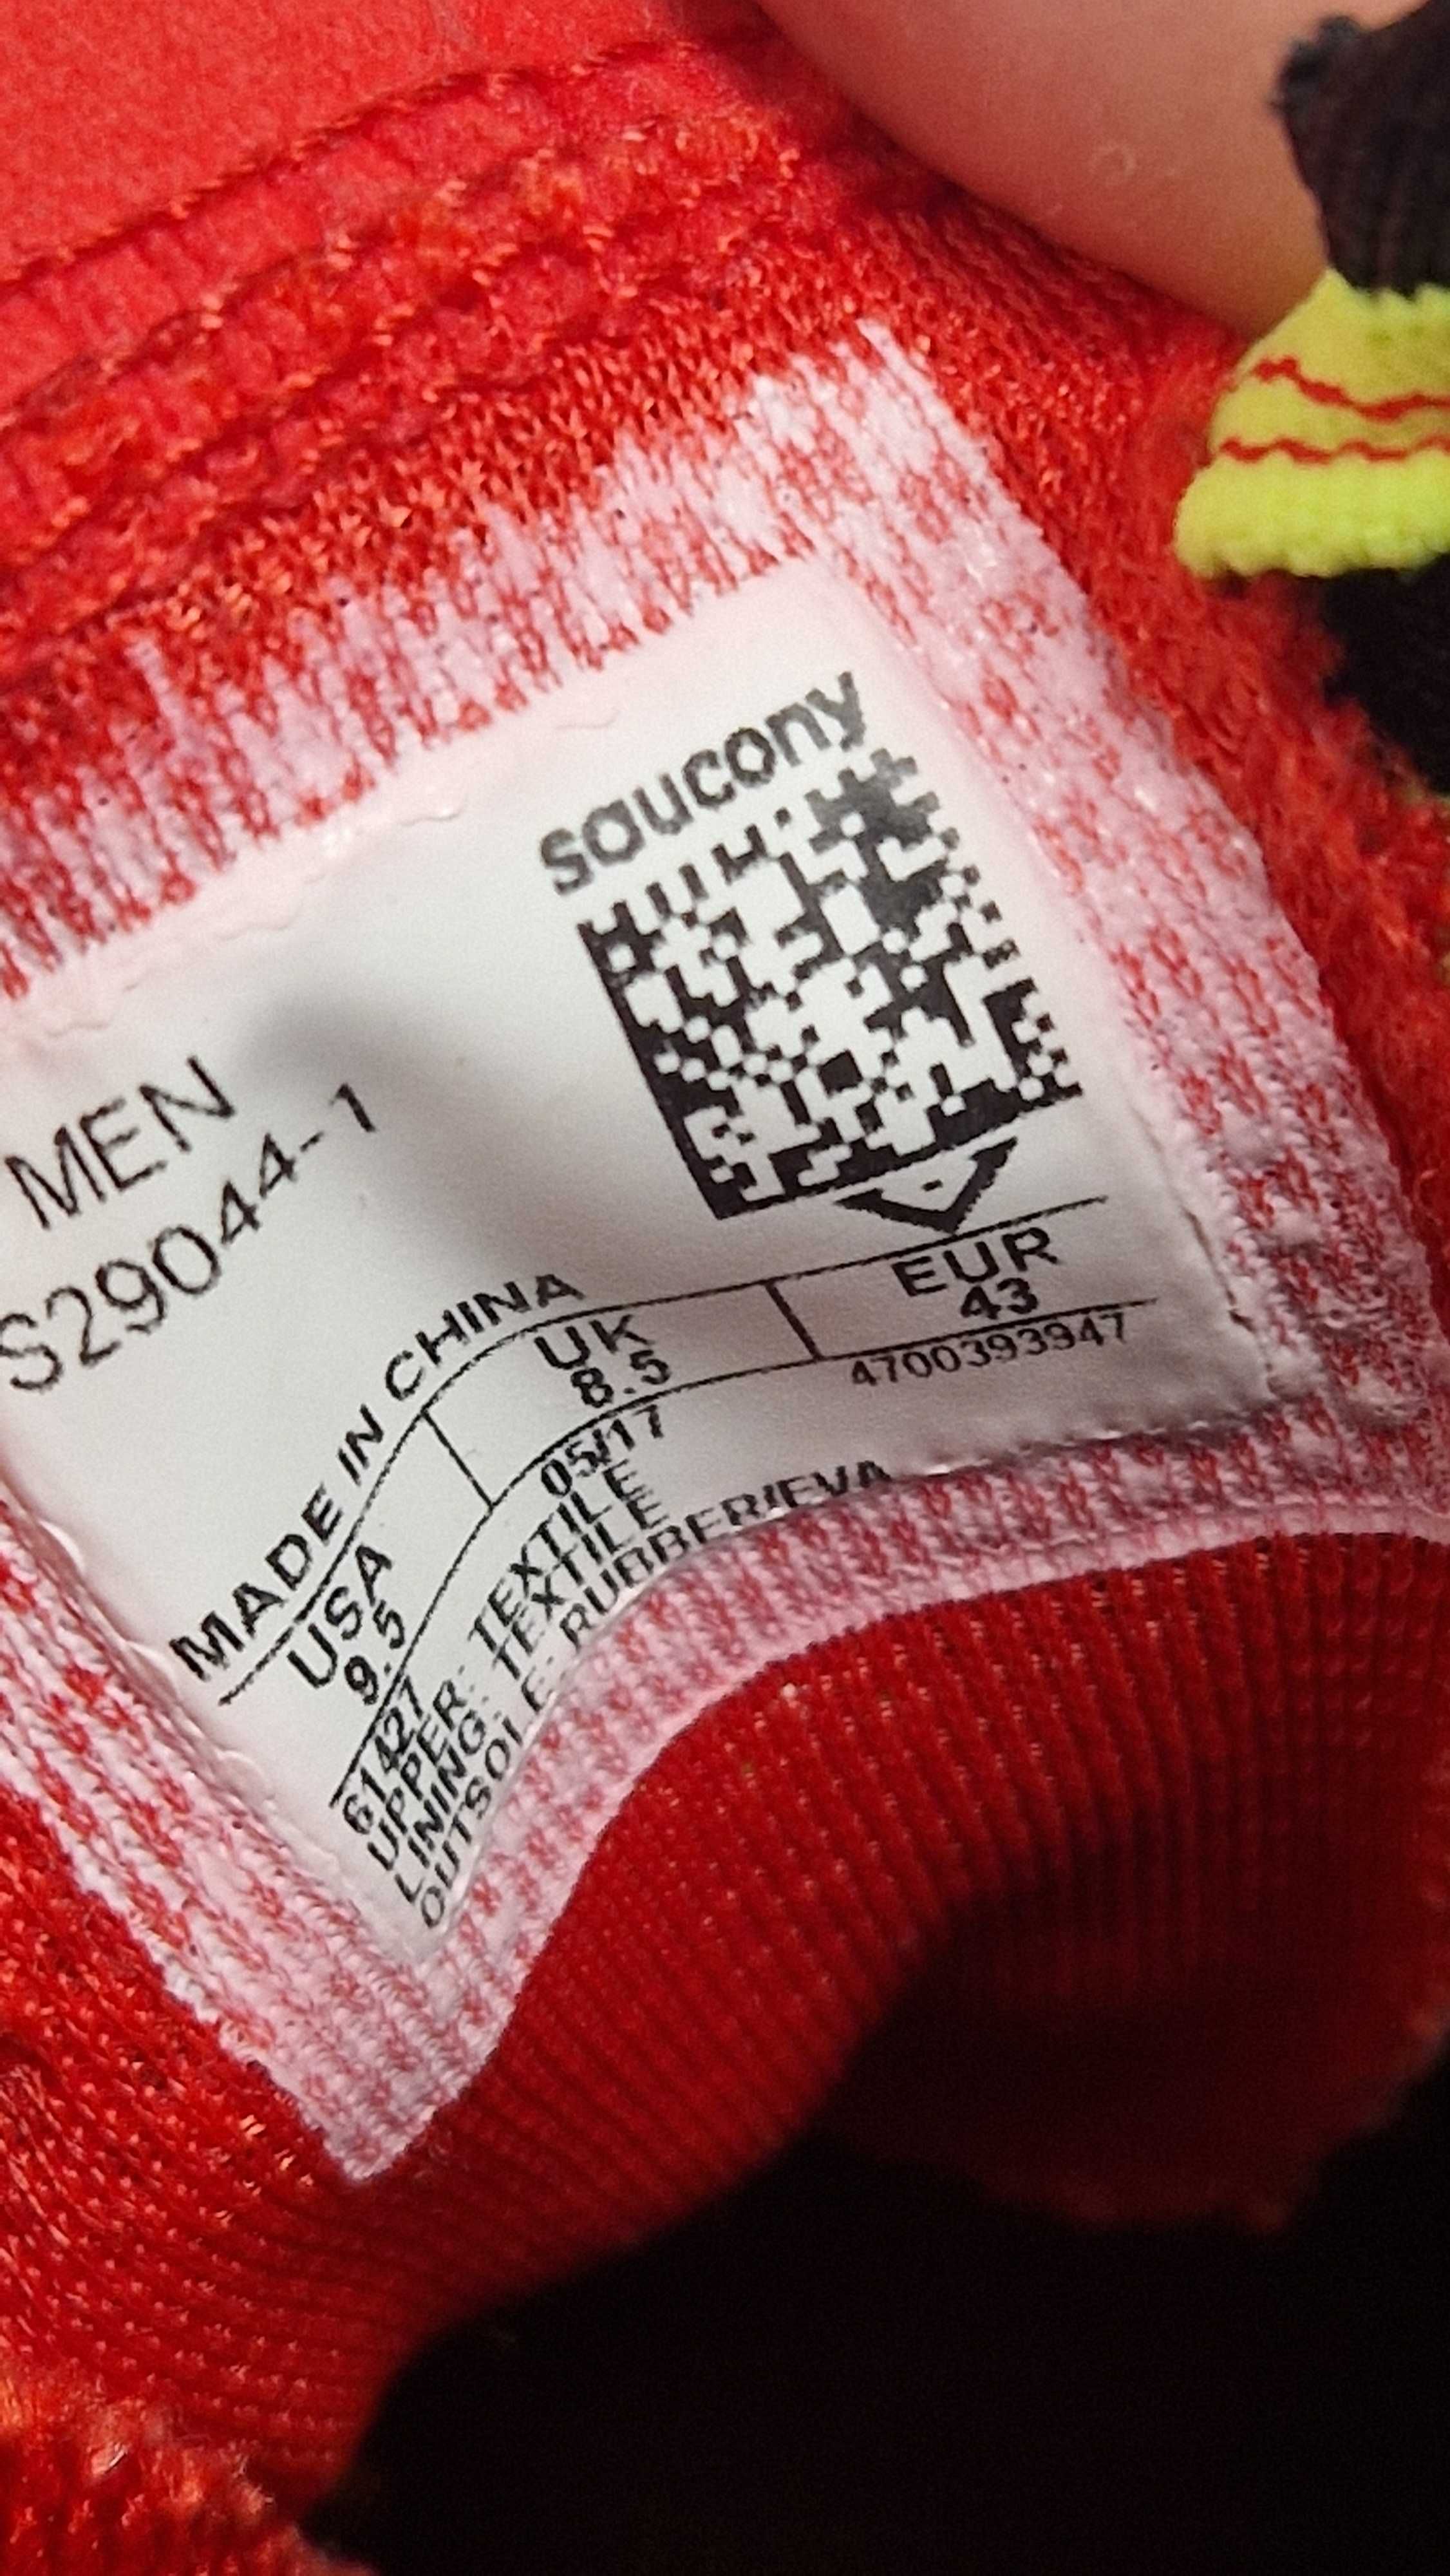 saucony
MEN
S29044-1
MADE IN CHINA
USA UK EUR
9.5 8.5 43
61427 05/17 4700393947
UPPER: TEXTILE
LINING: TEXTILE
OUTSOLE: RUBBER/EVA